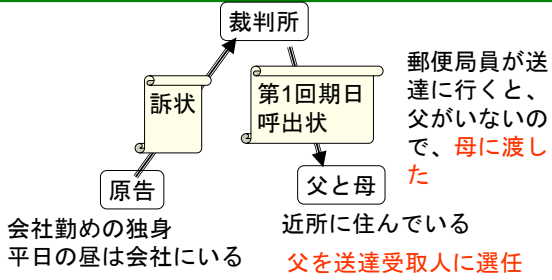 裁判所
訴状
第1回期日
呼出状
郵便局員が送
達に行くと、
父がいないの
で、母に渡し
た
原告
父と母
会社勤めの独身
平日の昼は会社にいる
近所に住んでいる
父を送達受取人に選任